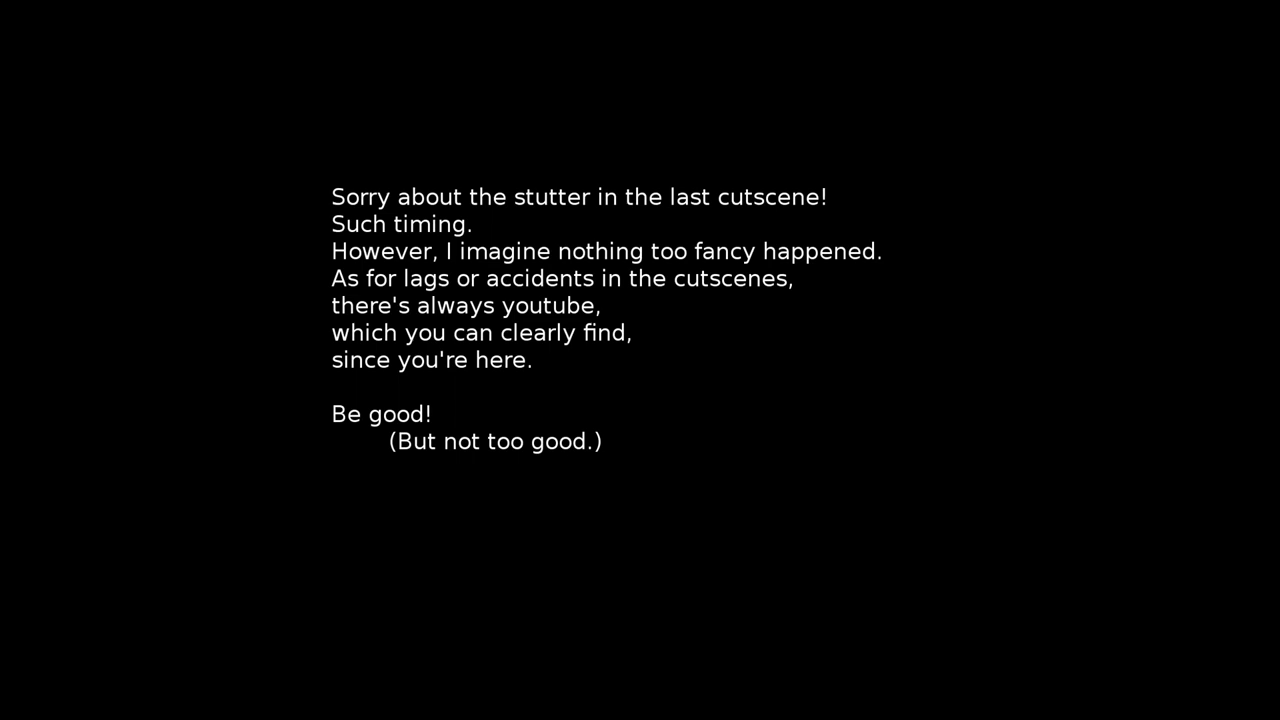 Sorry about the stutter in the last cutscene!
Such timing.
However, I imagine nothing too fancy happened.
As for lags or accidents in the cutscenes,
there's always youtube,
which you can clearly find,
since you're here.
Be good!
(But not too good.)